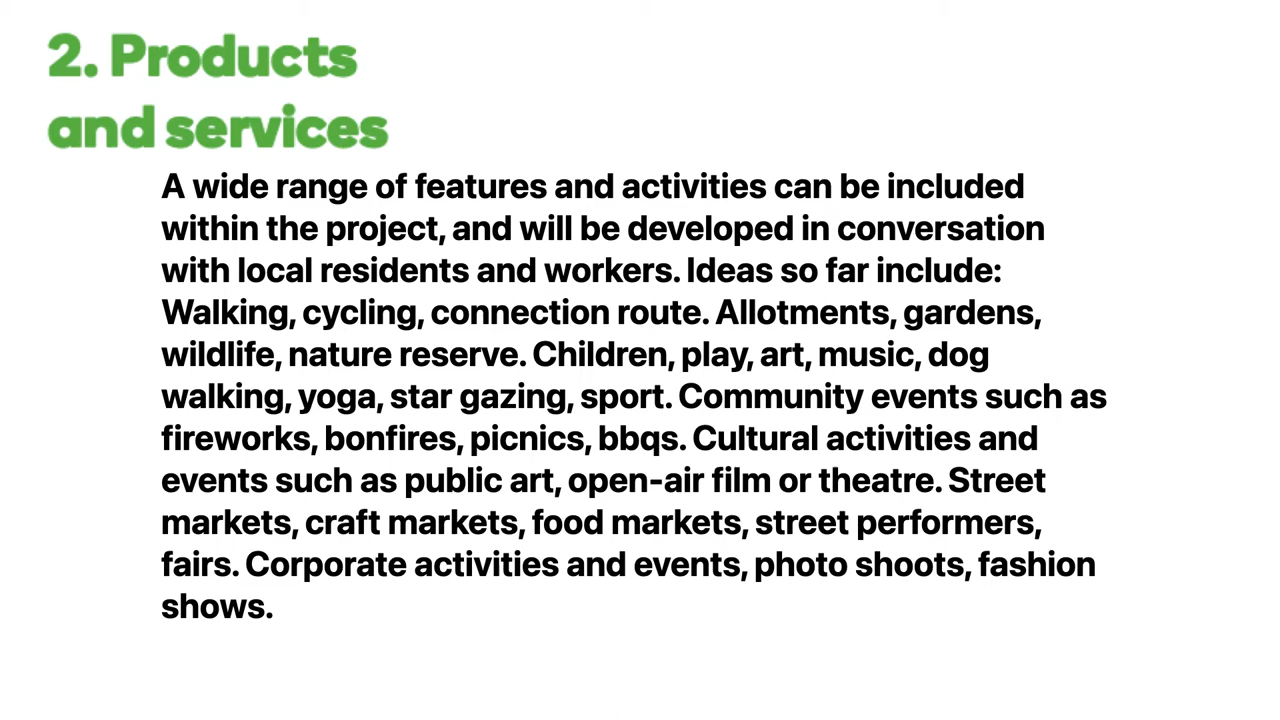 2. Products
and services
A wide range of features and activities can be included
within the project, and will be developed in conversation
with local residents and workers. Ideas so far include:
Walking, cycling, connection route. Allotments, gardens,
wildlife, nature reserve. Children, play, art, music, dog
walking, yoga, star gazing, sport. Community events such as
fireworks, bonfires, picnics, bbqs. Cultural activities and
events such as public art, open-air film or theatre. Street
markets, craft markets, food markets, street performers,
fairs. Corporate activities and events, photo shoots, fashion
shows.